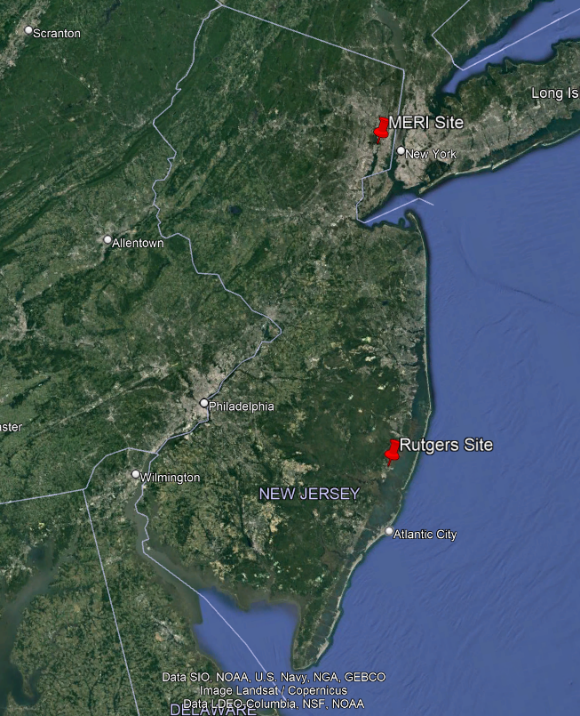 Scranton
Long Is
MERI Site
New York
Allentown
Philadelphia
aster
Rutgers Site
Wilmington
NEW JERSEY
Atlantic City
Data SIO, NOAA, U.S. Navy, NGA, GEBCO
Image Landsat / Copernicus
Data LDEO-Columbia, NSF, NOAA
DELAWARE